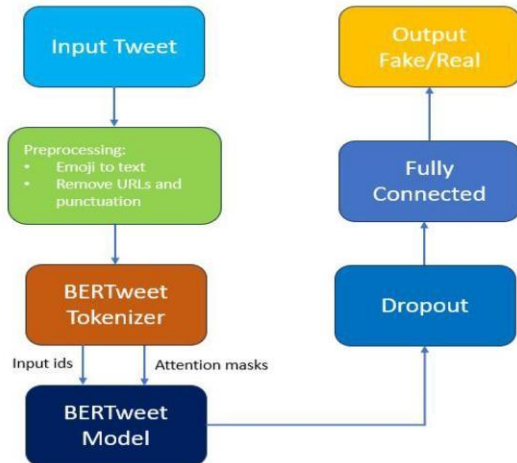 Input Tweet
Preprocessing:
• Emoji to text
• Remove URLs and
punctuation
BERTweet
Tokenizer
Input ids
Attention masks
BERTweet
Model
Dropout
Fully
Connected
Output
Fake/Real